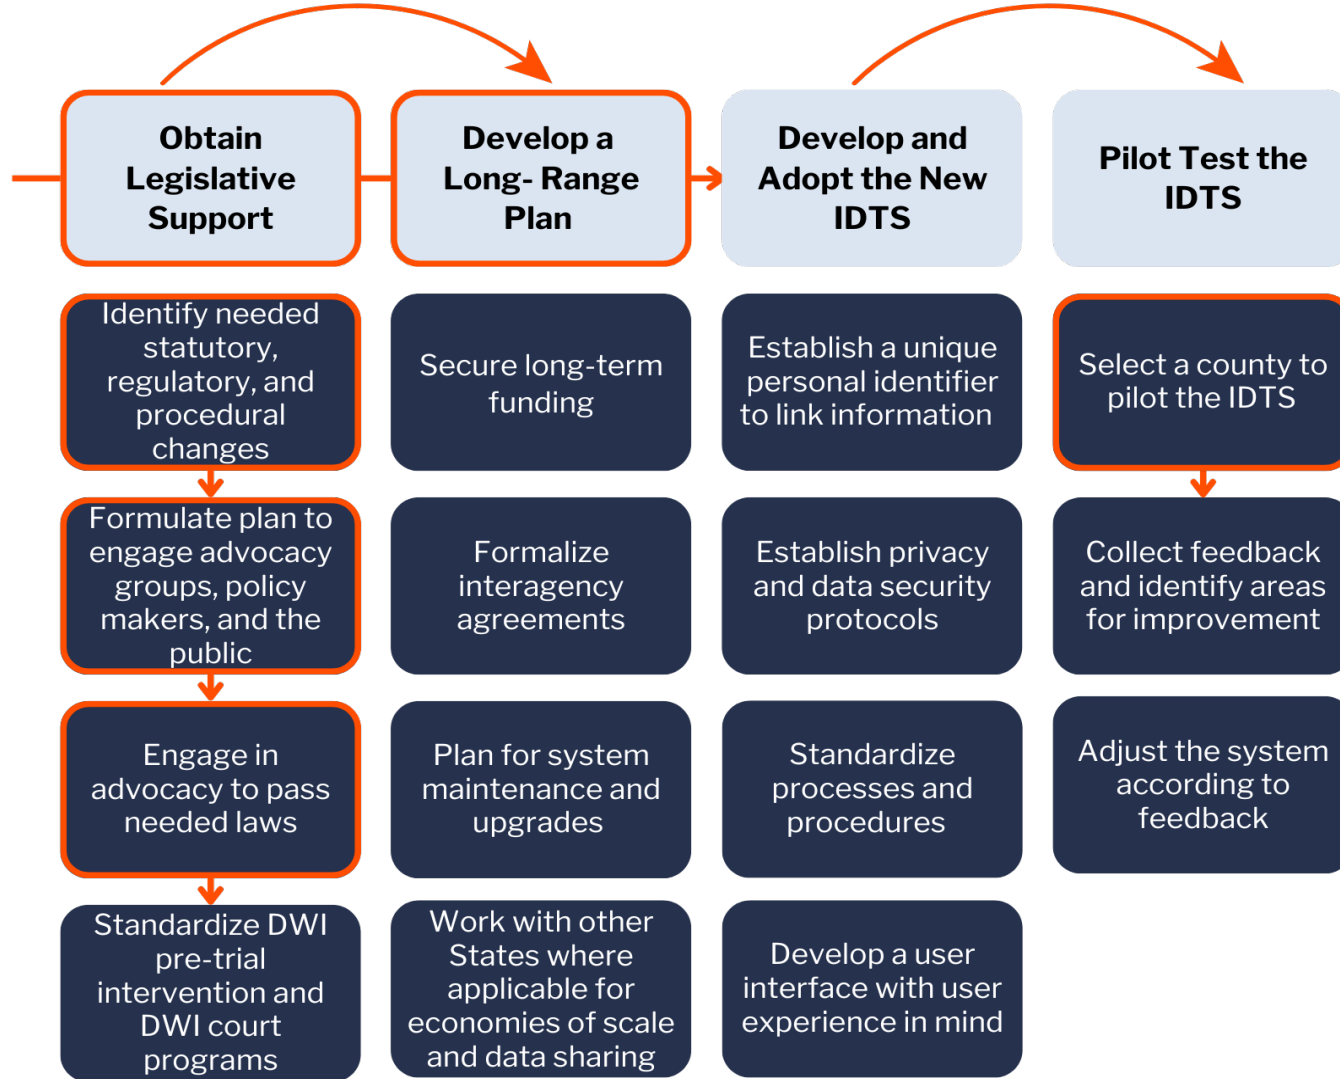 Obtain
Legislative
Support
Identify needed
statutory,
regulatory, and
procedural
changes
Formulate plan to
engage advocacy
groups, policy
makers, and the
public
Engage in
advocacy to pass
needed laws
Standardize DWI
pre-trial
intervention and
DWI court
programs
Develop a
Long- Range
Plan
Secure long-term
funding
Formalize
interagency
agreements
Plan for system
maintenance and
upgrades
Work with other
States where
applicable for
economies of scale
and data sharing
Develop and
Adopt the New
IDTS
Establish a unique
personal identifier
to link information
Establish privacy
and data security
protocols
Standardize
processes and
procedures
Develop a user
interface with user
experience in mind
Pilot Test the
IDTS
Select a county to
pilot the IDTS
Collect feedback
and identify areas
for improvement
Adjust the system
according to
feedback